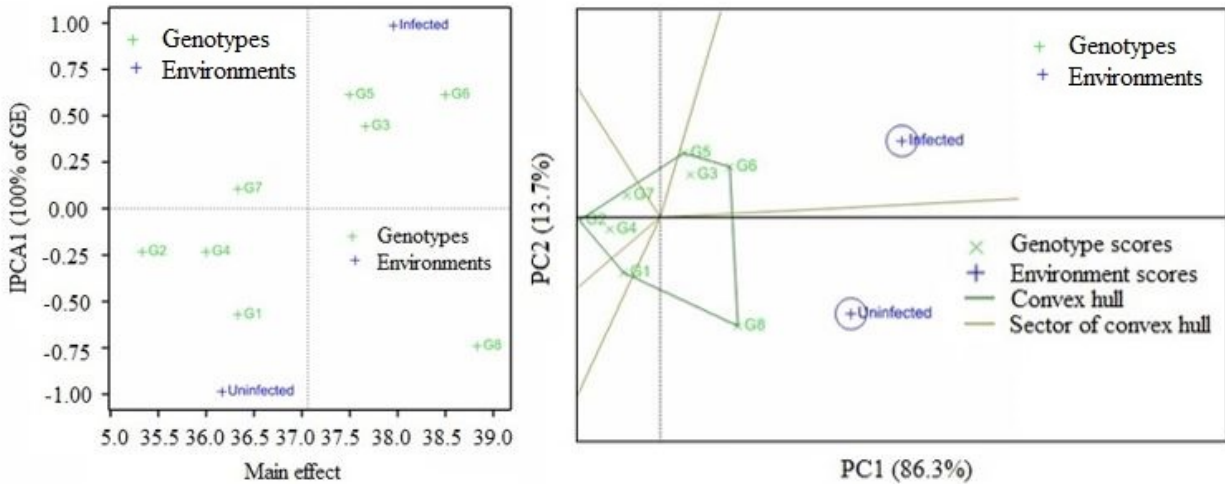 1.00
0.75
0.50
0.25
0.00
-0.25
-0.50
-0.75
-1.00
IPCA1 (100% of GE)
Genotypes
Environments
Infected
G5
G6
G3
G7
G2
G4
G1
G8
Uninfected
Genotypes
Environments
5.0 35.5 36.0 36.5 37.0 37.5 38.0 38.5 39.0
Main effect
PC2 (13.7%)
Genotypes
Environments
Infected
G5
G6
G3
G7
G2
G4
G1
G8
Uninfected
Genotype scores
Environment scores
Convex hull
Sector of convex hull
PC1 (86.3%)